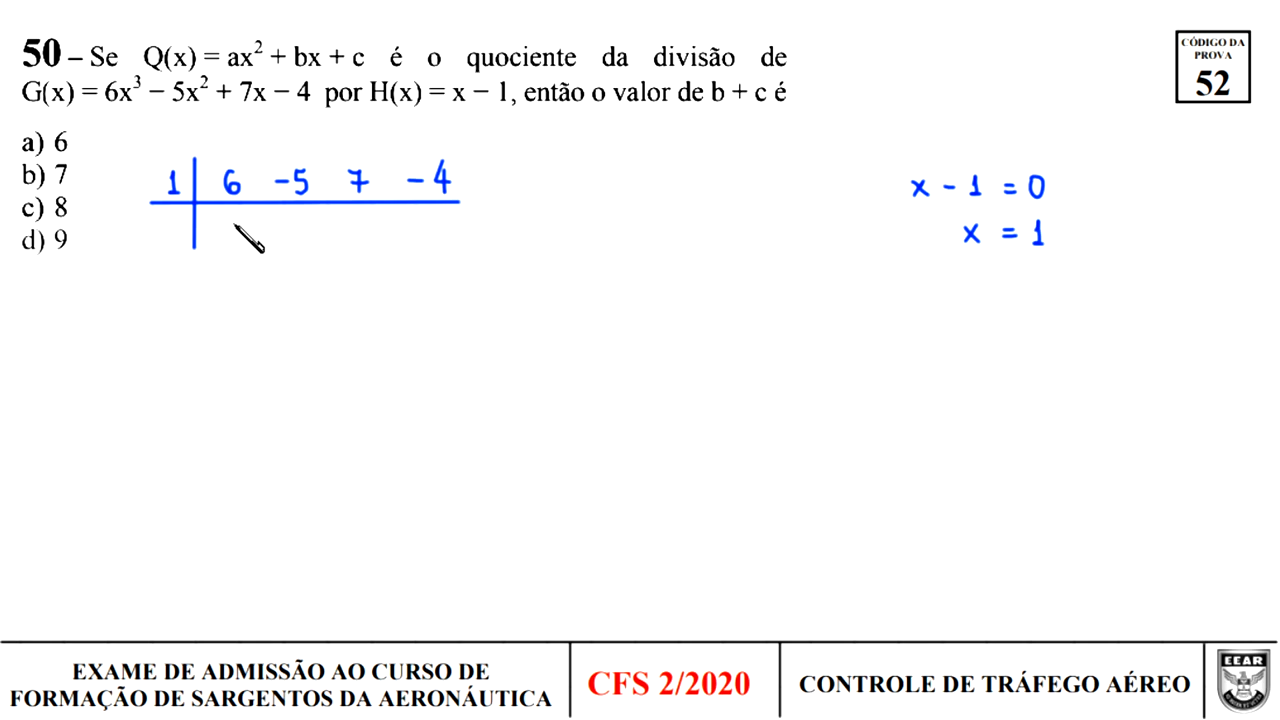 50 – Se Q(x) = ax² + bx + c é o quociente da divisão de
G(x) = 6x³ − 5x² + 7x − 4 por H(x) = x − 1, então o valor de b + c é
a) 6
b) 7
c) 8
d) 9
1 | 6 -5 7 -4
x - 1 = 0
x = 1
CÓDIGO DA
PROVA
52
EXAME DE ADMISSÃO AO CURSO DE
FORMAÇÃO DE SARGENTOS DA AERONÁUTICA
CFS 2/2020
CONTROLE DE TRÁFEGO AÉREO
EEAR